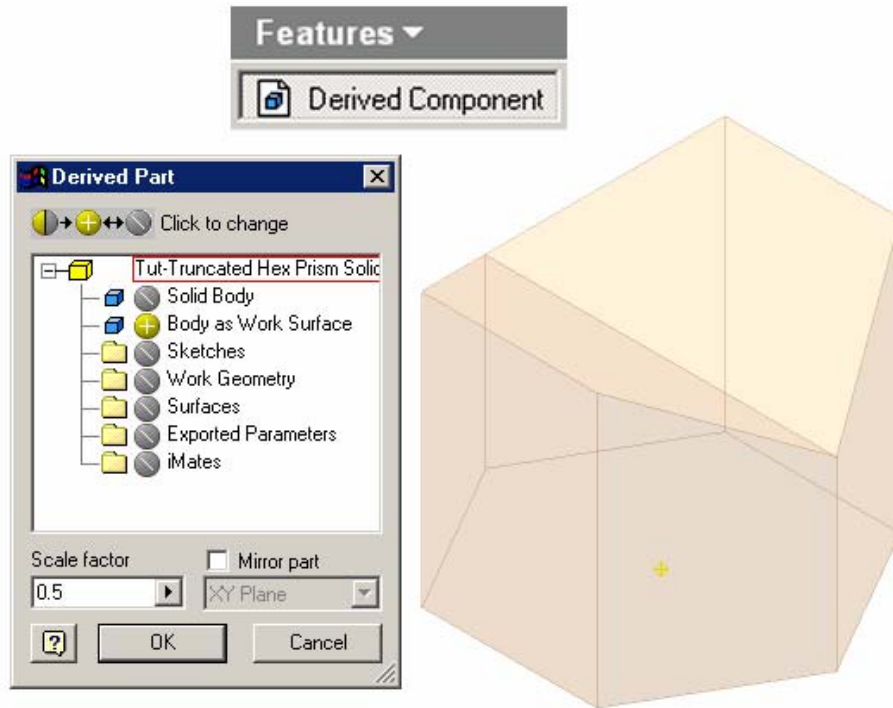 Features
Derived Component
Derived Part
Click to change
Tut-Truncated Hex Prism Solid
Solid Body
Body as Work Surface
Sketches
Work Geometry
Surfaces
Exported Parameters
iMates
Scale factor
Mirror part
0.5
XY Plane
?
OK
Cancel